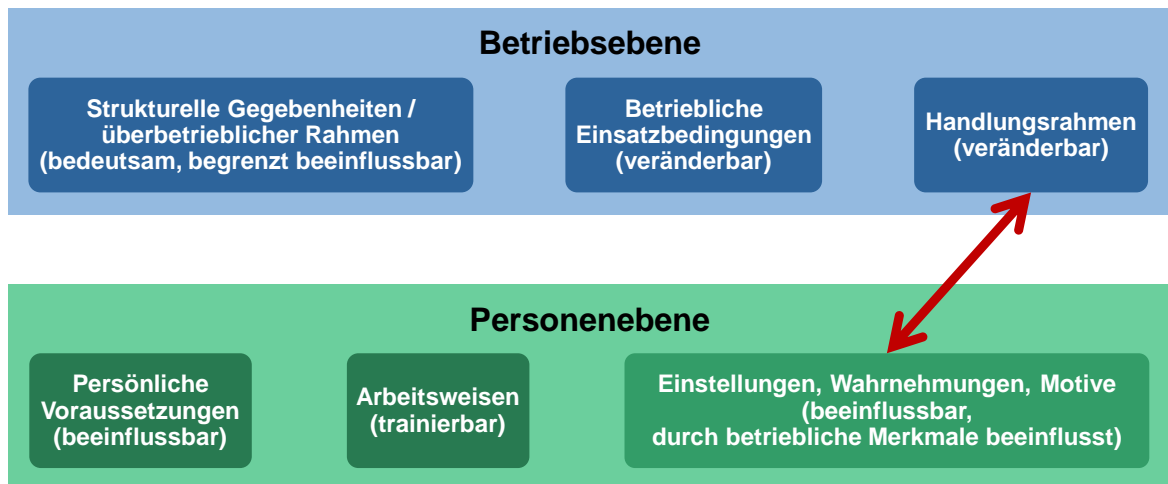 Betriebsebene
Strukturelle Gegebenheiten /
überbetrieblicher Rahmen
(bedeutsam, begrenzt beeinflussbar)
Betriebliche
Einsatzbedingungen
(veränderbar)
Handlungsrahmen
(veränderbar)
Personenebene
Persönliche
Voraussetzungen
(beeinflussbar)
Arbeitsweisen
(trainierbar)
Einstellungen, Wahrnehmungen, Motive
(beeinflussbar,
durch betriebliche Merkmale beeinflusst)